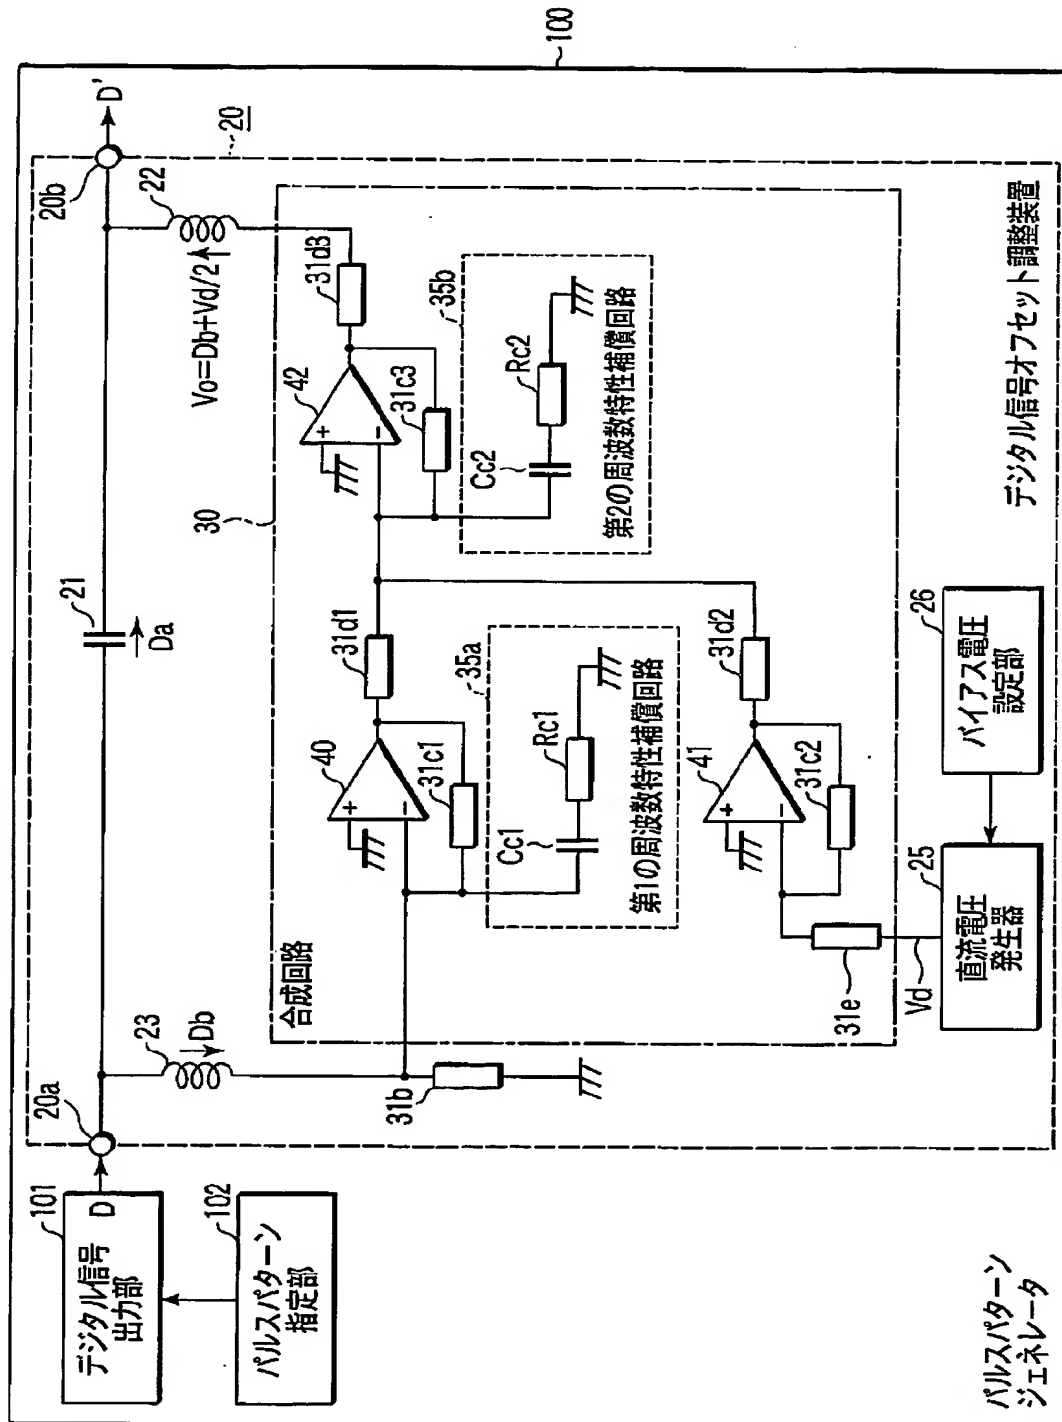 101
デジタル信号
出力部
D
102
パルスパターン
指定部
パルスパターン
ジェネレータ
100
20a
20b
D'
20
21
Da
22
Vo=Db+Vd/2
23
Db
31b
30
合成回路
40
+
−
31c1
31d1
35a
Cc1
Rc1
第1の周波数特性補償回路
42
+
−
31c3
31d3
35b
Cc2
Rc2
第2の周波数特性補償回路
41
+
−
31c2
31d2
31e
Vd
25
直流電圧
発生器
26
バイアス電圧
設定部
デジタル信号オフセット調整装置